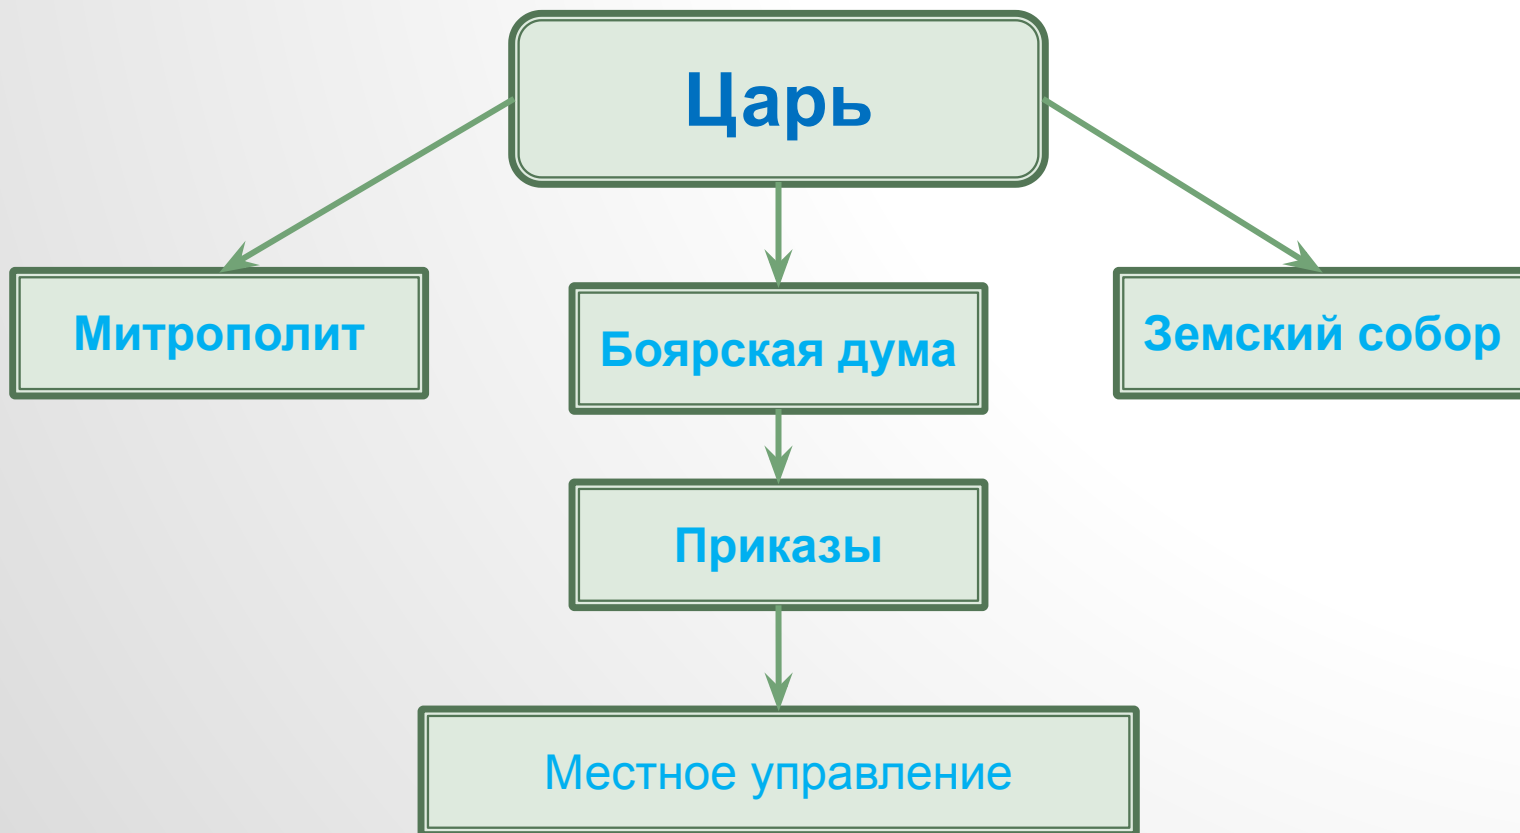 Царь
Митрополит
Боярская дума
Земский собор
Приказы
Местное управление